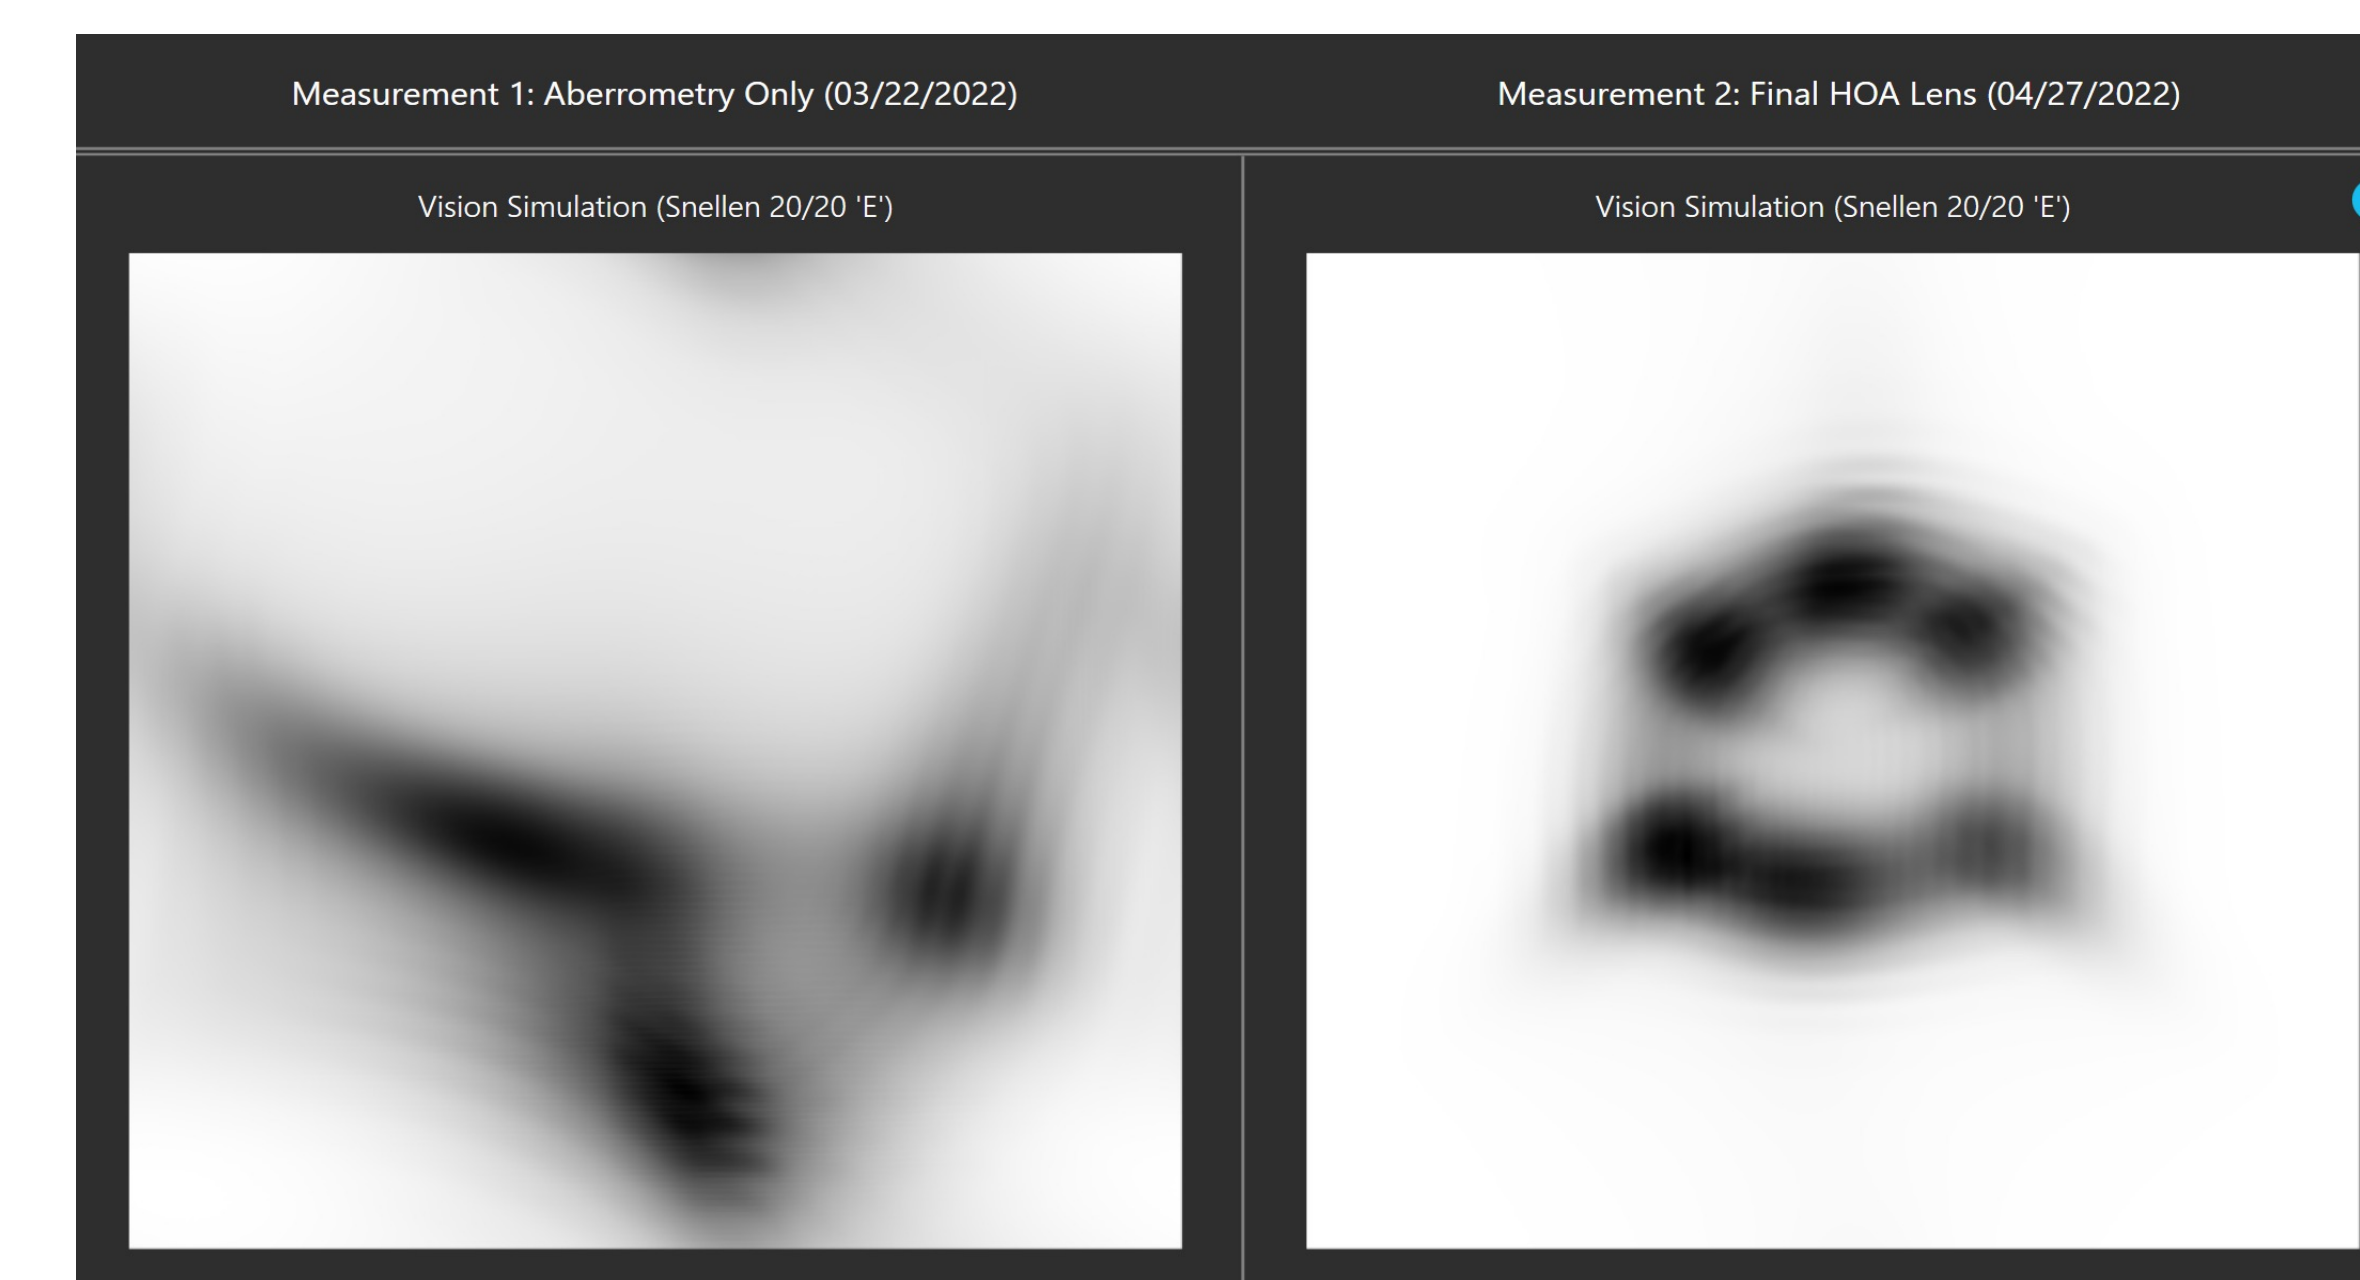 Measurement 1: Aberrometry Only (03/22/2022)
Measurement 2: Final HOA Lens (04/27/2022)
Vision Simulation (Snellen 20/20 'E')
Vision Simulation (Snellen 20/20 'E')